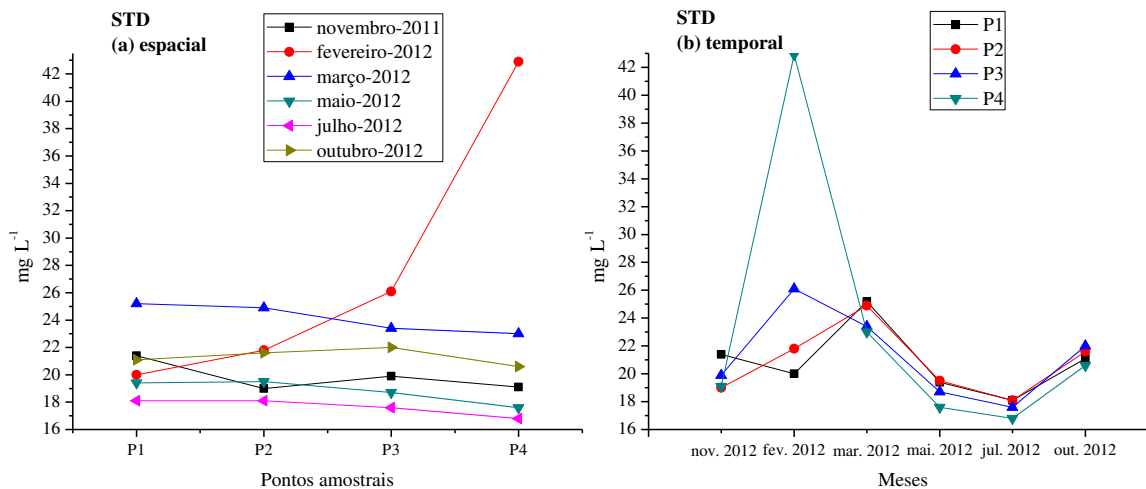 STD
(a) espacial
novembro-2011
fevereiro-2012
março-2012
maio-2012
julho-2012
outubro-2012
mg L-1
42
40
38
36
34
32
30
28
26
24
22
20
18
16
P1 P2 P3 P4
Pontos amostrais
STD
(b) temporal
P1
P2
P3
P4
mg L-1
42
40
38
36
34
32
30
28
26
24
22
20
18
16
nov. 2012 fev. 2012 mar. 2012 mai. 2012 jul. 2012 out. 2012
Meses